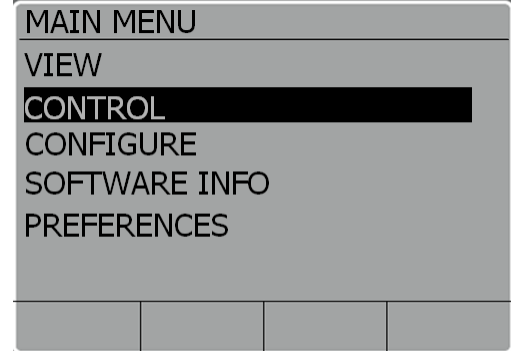 MAIN MENU
VIEW
CONTROL
CONFIGURE
SOFTWARE INFO
PREFERENCES